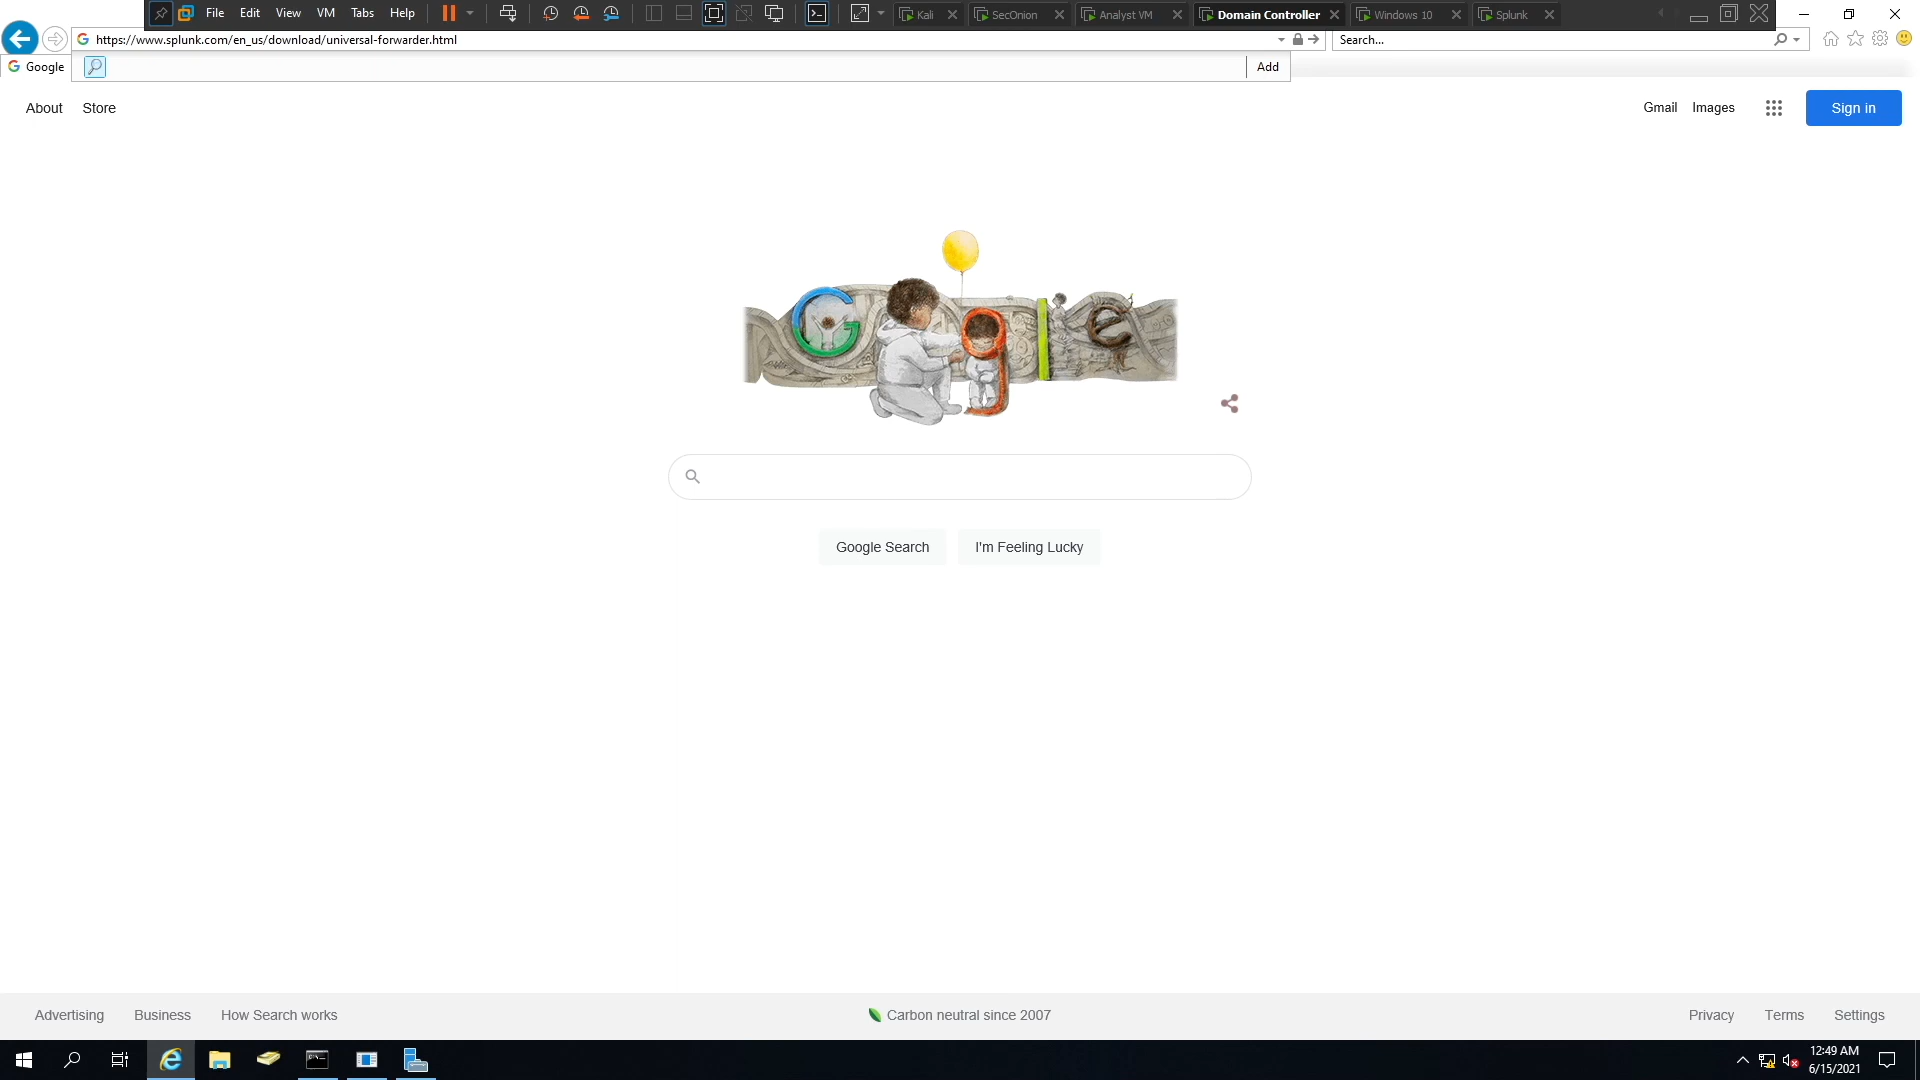 File Edit View VM Tabs Help Kali SecOnion Analyst VM Domain Controller Windows 10 Splunk
https://www.splunk.com/en_us/download/universal-forwarder.html Search...
Google Add
About Store Gmail Images Sign in
Google Search I'm Feeling Lucky
Advertising Business How Search works Carbon neutral since 2007 Privacy Terms Settings
12:49 AM
6/15/2021